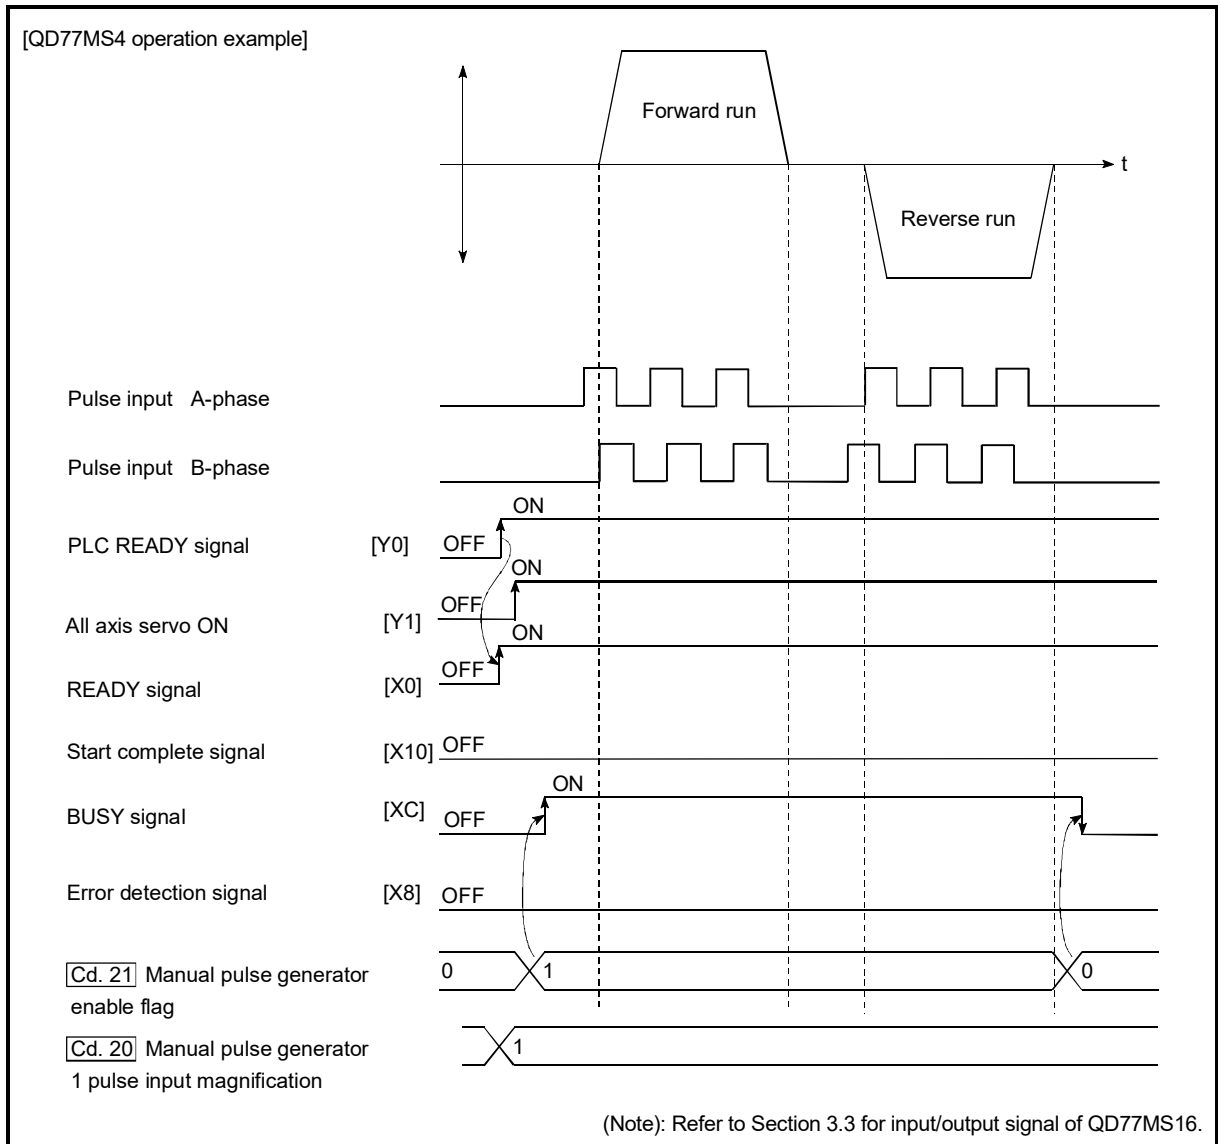 [QD77MS4 operation example]
Forward run
t
Reverse run
Pulse input A-phase
Pulse input B-phase
ON
PLC READY signal [Y0] OFF
ON
All axis servo ON [Y1] OFF
ON
READY signal [X0] OFF
Start complete signal [X10] OFF
ON
BUSY signal [XC] OFF
Error detection signal [X8] OFF
Cd. 21 Manual pulse generator 0 1 0
enable flag
Cd. 20 Manual pulse generator 1
1 pulse input magnification
(Note): Refer to Section 3.3 for input/output signal of QD77MS16.